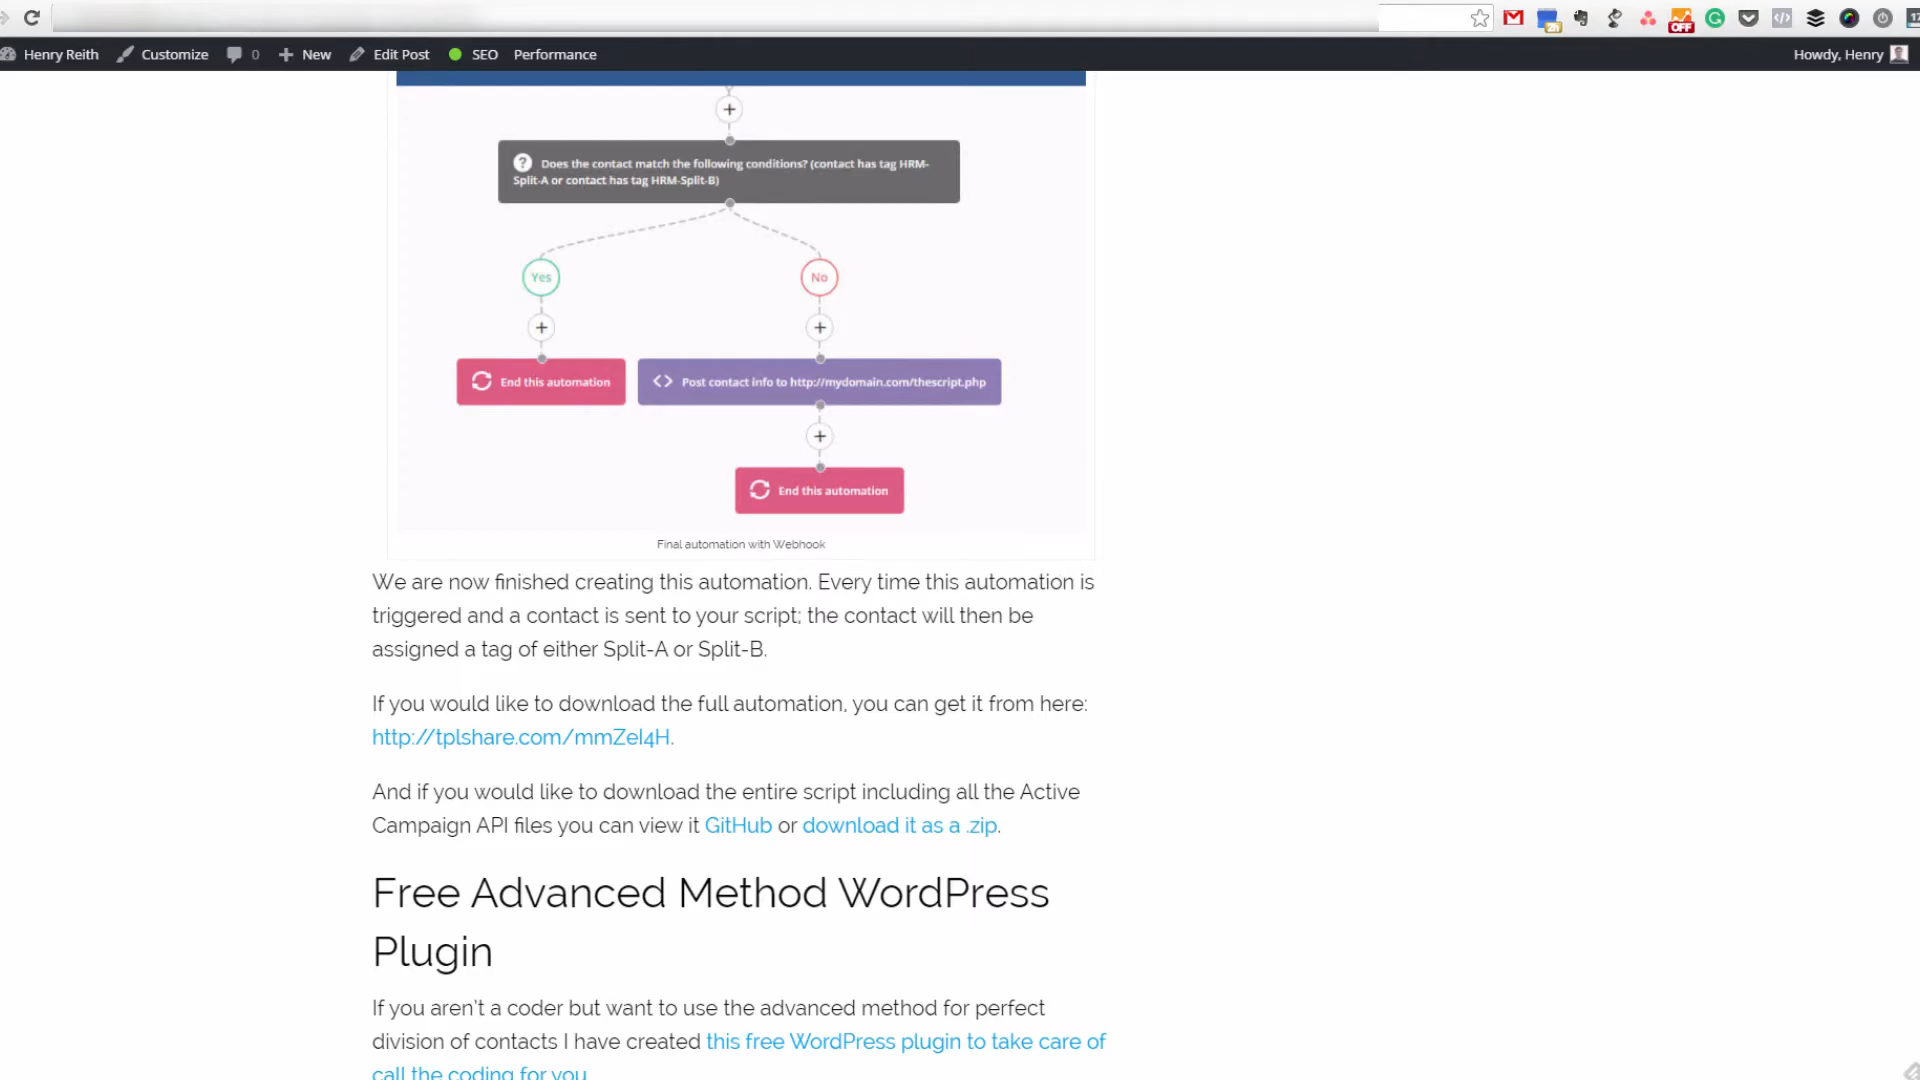 Henry Reith Customize 0 New Edit Post SEO Performance Howdy, Henry
OFF
Does the contact match the following conditions? (contact has tag HRM-
Split-A or contact has tag HRM-Split-B)
Yes No
End this automation Post contact info to http://mydomain.com/thescript.php
End this automation
Final automation with Webhook
We are now finished creating this automation. Every time this automation is
triggered and a contact is sent to your script; the contact will then be
assigned a tag of either Split-A or Split-B.
If you would like to download the full automation, you can get it from here:
http://tplshare.com/mmZeI4H.
And if you would like to download the entire script including all the Active
Campaign API files you can view it GitHub or download it as a .zip.
Free Advanced Method WordPress
Plugin
If you aren't a coder but want to use the advanced method for perfect
division of contacts I have created this free WordPress plugin to take care of
call the coding for you